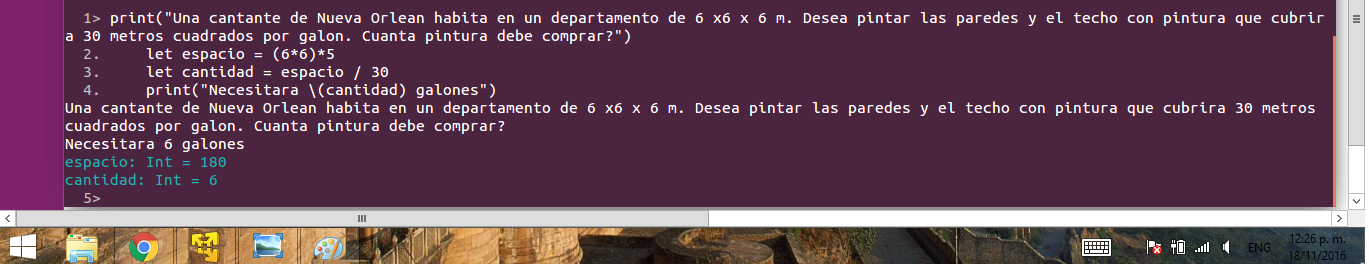 1> print("Una cantante de Nueva Orlean habita en un departamento de 6 x6 x 6 m. Desea pintar las paredes y el techo con pintura que cubrir
a 30 metros cuadrados por galon. Cuanta pintura debe comprar?")
2.     let espacio = (6*6)*5
3.     let cantidad = espacio / 30
4.     print("Necesitara \(cantidad) galones")
Una cantante de Nueva Orlean habita en un departamento de 6 x6 x 6 m. Desea pintar las paredes y el techo con pintura que cubrira 30 metros
cuadrados por galon. Cuanta pintura debe comprar?
Necesitara 6 galones
espacio: Int = 180
cantidad: Int = 6
5>
ENG
12:26 p. m.
18/11/2016